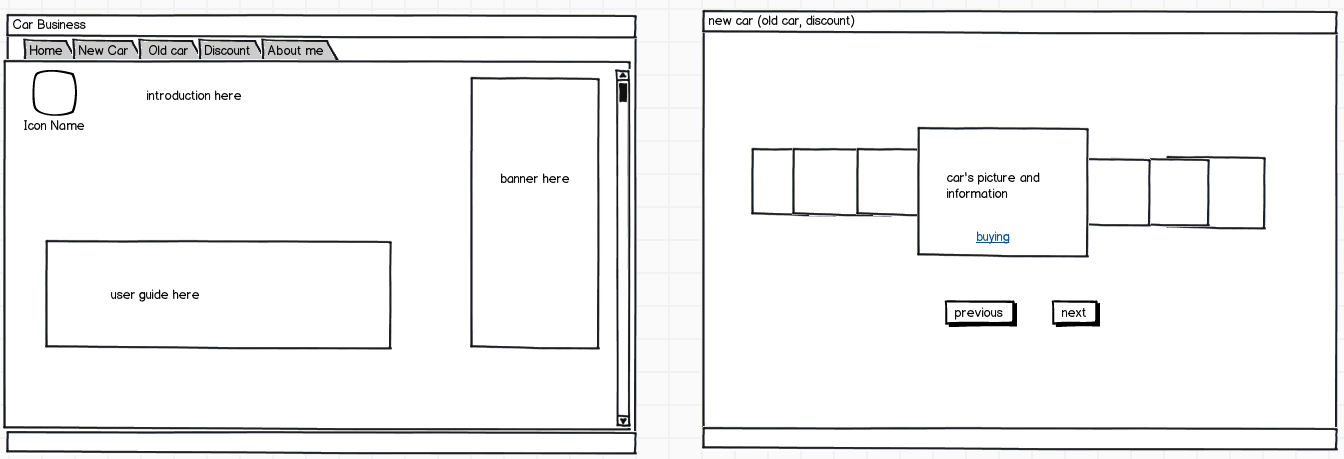 Car Business
Home New Car Old car Discount About me
introduction here
Icon Name
banner here
user guide here
new car (old car, discount)
car's picture and
information
buying
previous next